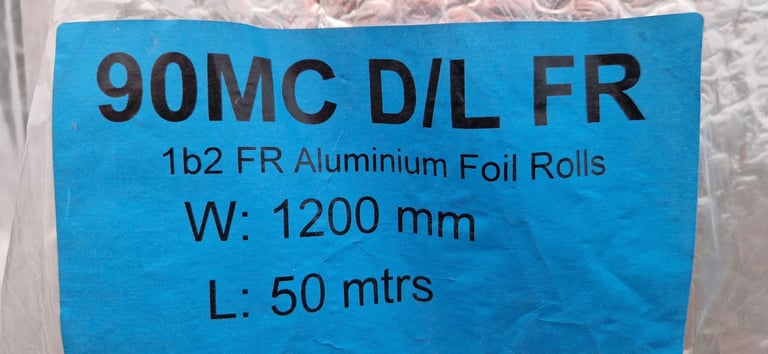 90MC D/L FR
1b2 FR Aluminium Foil Rolls
W: 1200 mm
L: 50 mtrs